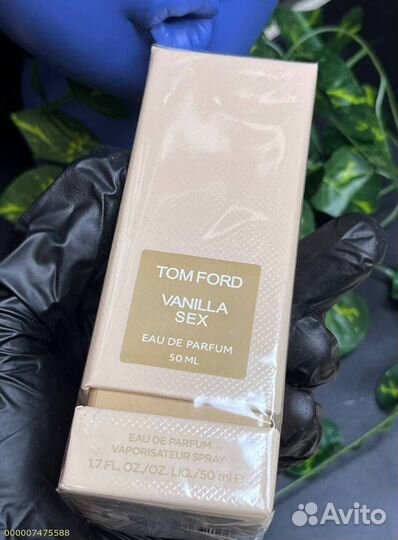 TOM FORD
VANILLA
SEX
EAU DE PARFUM
50 ML
EAU DE PARFUM
VAPORISATEUR SPRAY
1.7 FL. OZ./OZ. LIQ./50 ml e
000007475588
Avito